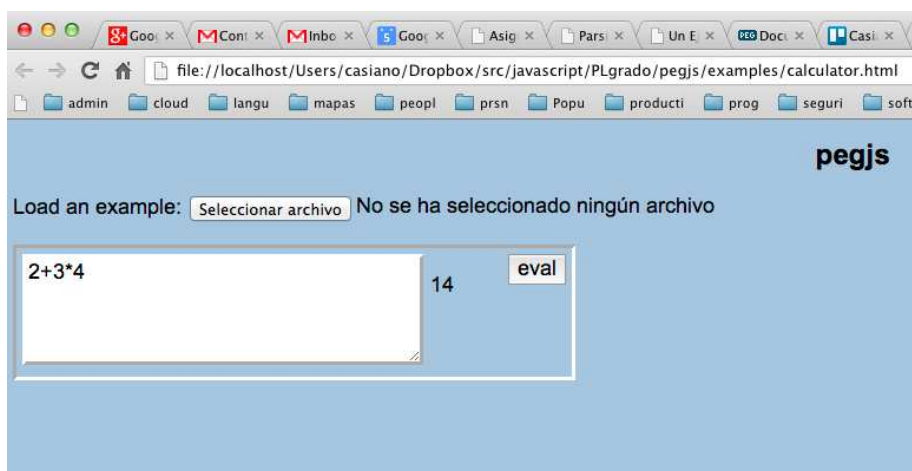 Goo Cont Inbo Goo Asig Pars Un E Docu Casi
file://localhost/Users/casiano/Dropbox/src/javascript/PLgrado/pegjs/examples/calculator.html
admin cloud langu mapas peopl prsn Popu producti prog seguri soft
pegjs
Load an example: Seleccionar archivo No se ha seleccionado ningún archivo
2+3*4 14 eval